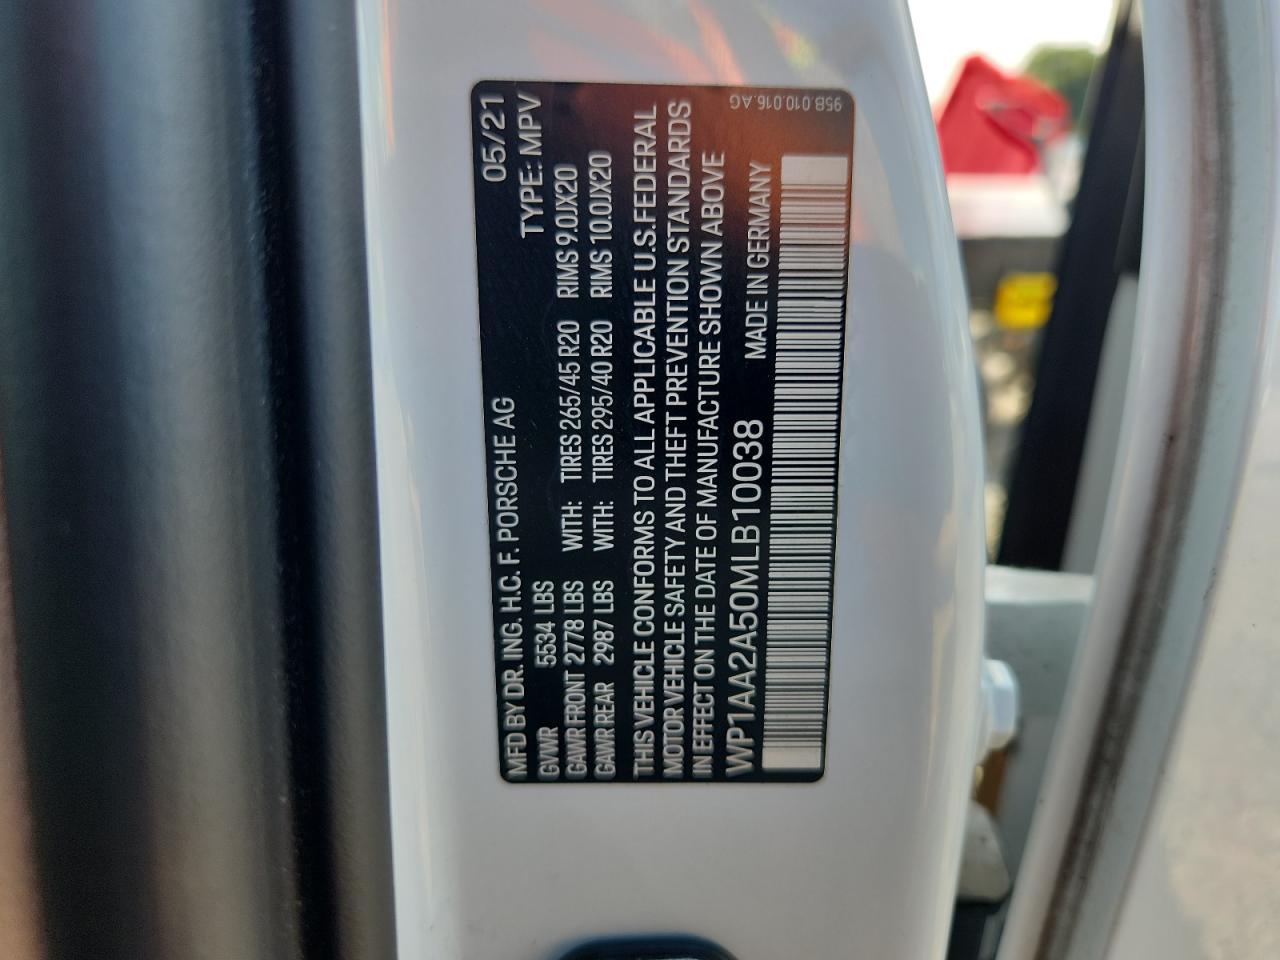 MFD BY DR. ING. H.C. F. PORSCHE AG 05/21
GVWR 5534 LBS TYPE: MPV
GAWR FRONT 2778 LBS WITH: TIRES 265/45 R20 RIMS 9.0JX20
GAWR REAR 2987 LBS WITH: TIRES 295/40 R20 RIMS 10.0JX20
THIS VEHICLE CONFORMS TO ALL APPLICABLE U.S.FEDERAL
MOTOR VEHICLE SAFETY AND THEFT PREVENTION STANDARDS
IN EFFECT ON THE DATE OF MANUFACTURE SHOWN ABOVE
WP1AA2A50MLB10038 MADE IN GERMANY
95B.010.016.AG